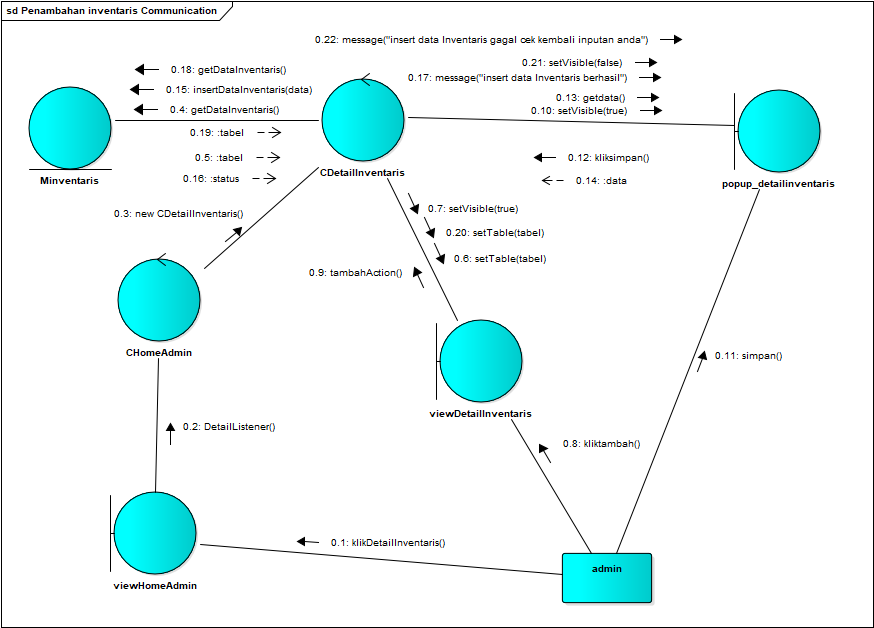 sd Penambahan inventaris Communication
0.22: message("insert data Inventaris gagal cek kembali inputan anda")
0.21: setVisible(false)
0.18: getDataInventaris()
0.17: message("insert data Inventaris berhasil")
0.15: insertDataInventaris(data)
0.13: getdata()
0.4: getDataInventaris()
0.10: setVisible(true)
0.19: :tabel
0.5: :tabel
0.12: kliksimpan()
0.16: :status
0.14: :data
Minventaris
CDetailInventaris
popup_detailinventaris
0.3: new CDetailInventaris()
0.7: setVisible(true)
0.20: setTable(tabel)
0.6: setTable(tabel)
0.9: tambahAction()
CHomeAdmin
0.11: simpan()
viewDetailInventaris
0.2: DetailListener()
0.8: kliktambah()
0.1: klikDetailInventaris()
admin
viewHomeAdmin